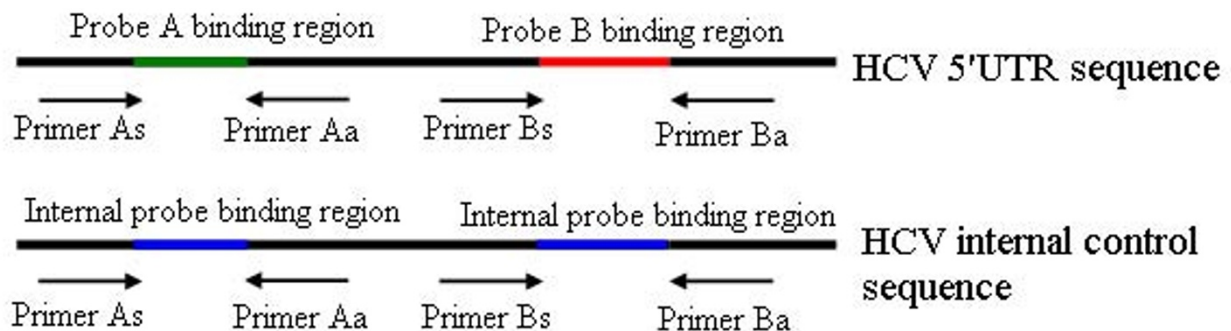 Probe A binding region
Probe B binding region
HCV 5'UTR sequence
Primer As
Primer Aa
Primer Bs
Primer Ba
Internal probe binding region
Internal probe binding region
HCV internal control
sequence
Primer As
Primer Aa
Primer Bs
Primer Ba